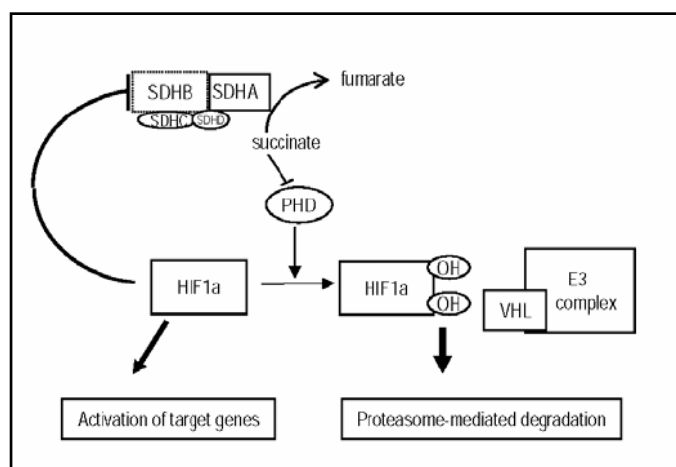 SDHB SDHA
SDHC SDHD
fumarate
succinate
PHD
HIF1a
HIF1a
OH
OH
VHL
E3
complex
Activation of target genes
Proteasome-mediated degradation